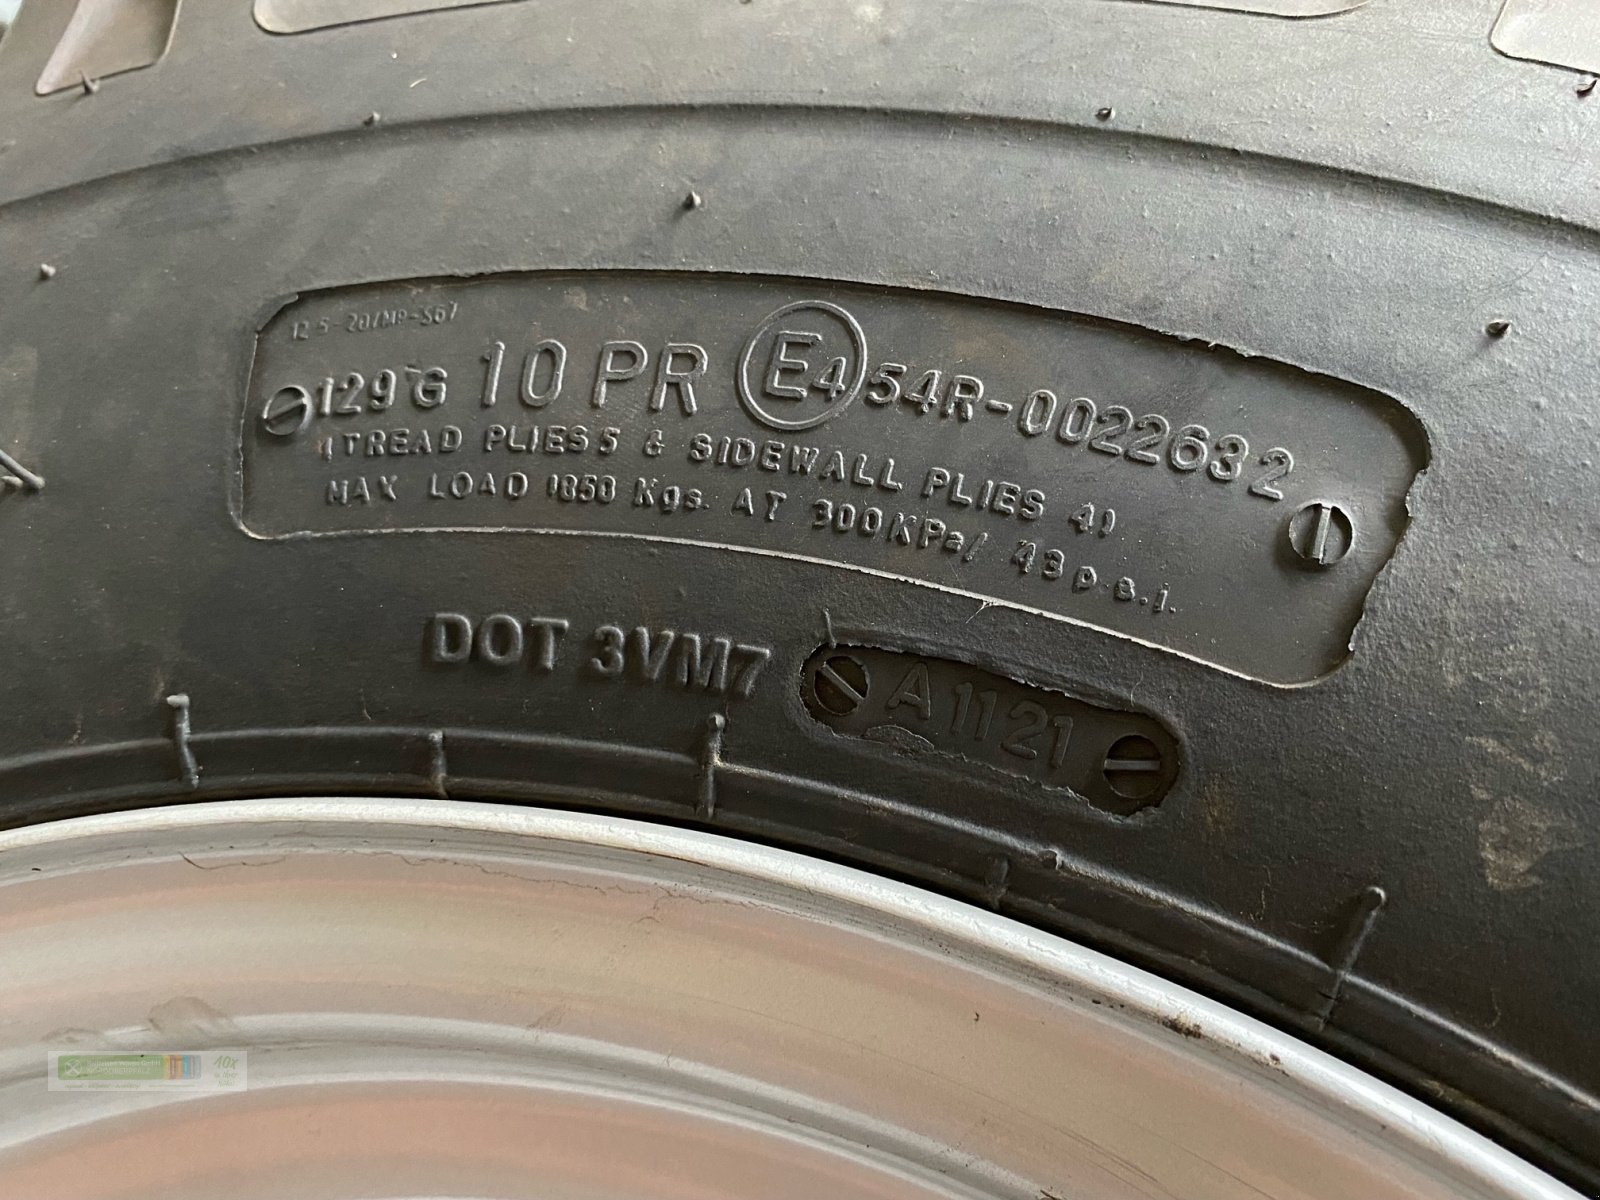 12.5-20/MP-567
129 G 10 PR E4 54R-0022632
(TREAD PLIES 5 & SIDEWALL PLIES 4)
MAX LOAD 1850 Kgs. AT 300KPa/ 43 p.s.i.
DOT 3VM7 A1121
10x